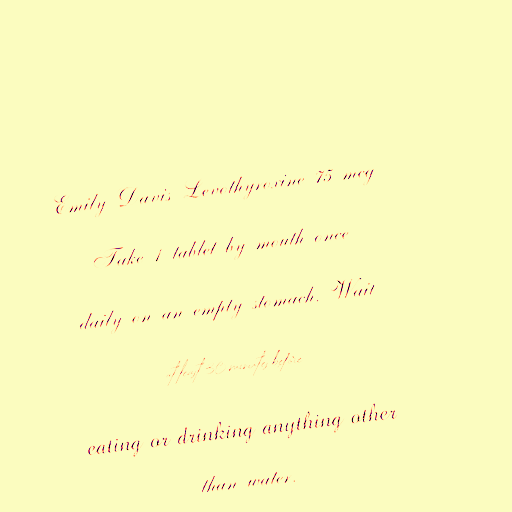 Emily Davis Levothyroxine 75 mcg
Take 1 tablet by mouth once
daily on an empty stomach. Wait
eating or drinking anything other
than water.